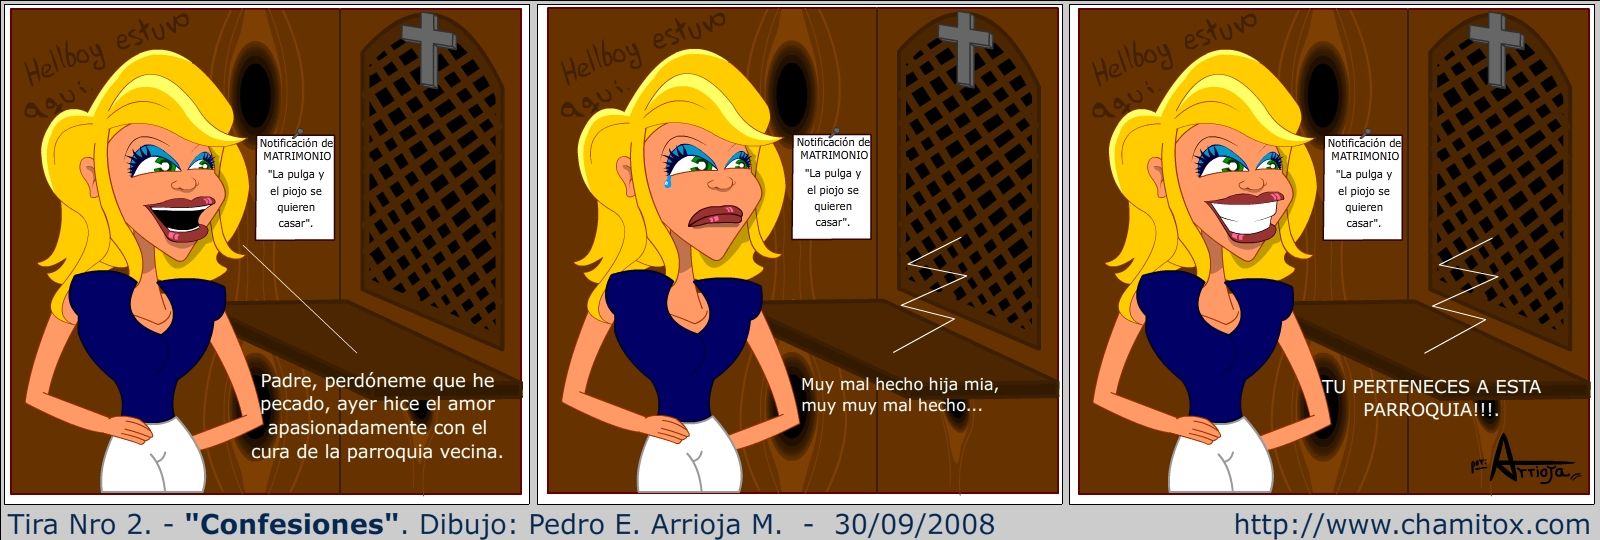 Hellboy estuvo
aqui.
Notificación de
MATRIMONIO
"La pulga y
el piojo se
quieren
casar".
Padre, perdóneme que he
pecado, ayer hice el amor
apasionadamente con el
cura de la parroquia vecina.
Hellboy estuvo
aqui.
Notificación de
MATRIMONIO
"La pulga y
el piojo se
quieren
casar".
Muy mal hecho hija mia,
muy muy mal hecho...
Hellboy estuvo
aqui.
Notificación de
MATRIMONIO
"La pulga y
el piojo se
quieren
casar".
TU PERTENECES A ESTA
PARROQUIA!!!.
por: Arrioja
Tira Nro 2. - "Confesiones". Dibujo: Pedro E. Arrioja M. - 30/09/2008
http://www.chamitox.com